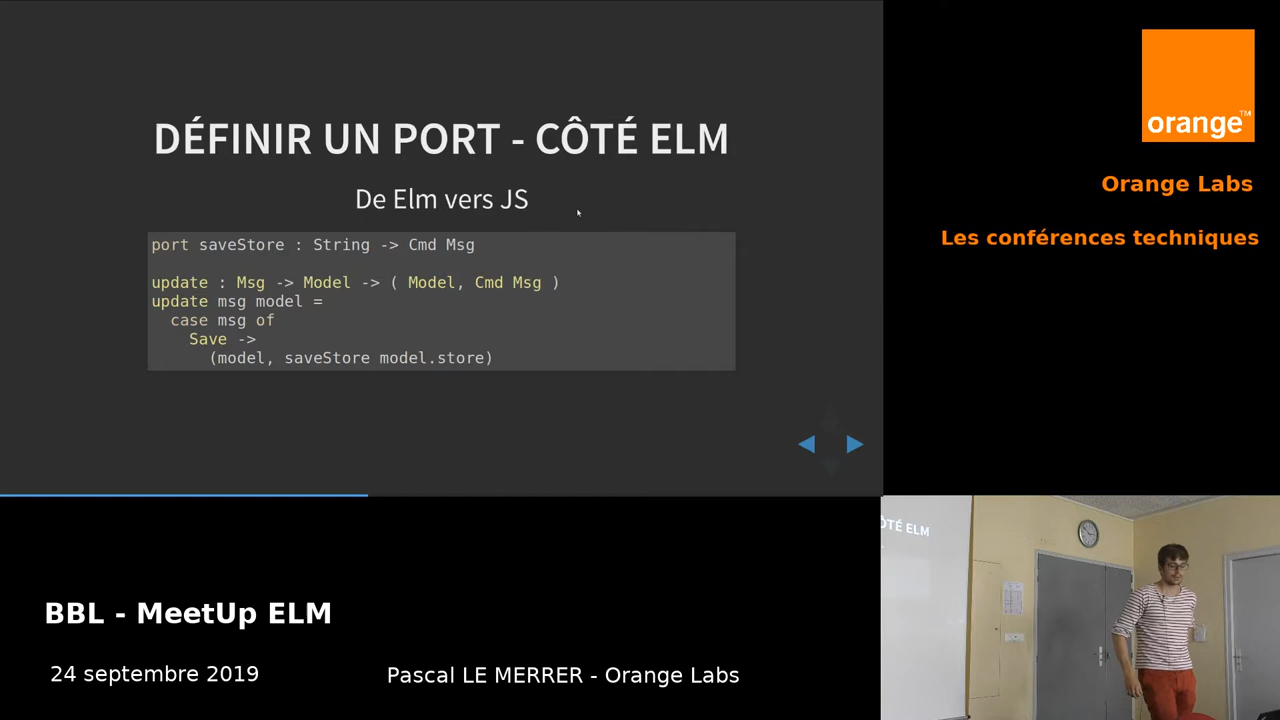 DÉFINIR UN PORT - CÔTÉ ELM
De Elm vers JS
port saveStore : String -> Cmd Msg
update : Msg -> Model -> ( Model, Cmd Msg )
update msg model =
case msg of
Save ->
(model, saveStore model.store)
orange™
Orange Labs
Les conférences techniques
ÔTÉ ELM
BBL - MeetUp ELM
24 septembre 2019
Pascal LE MERRER - Orange Labs